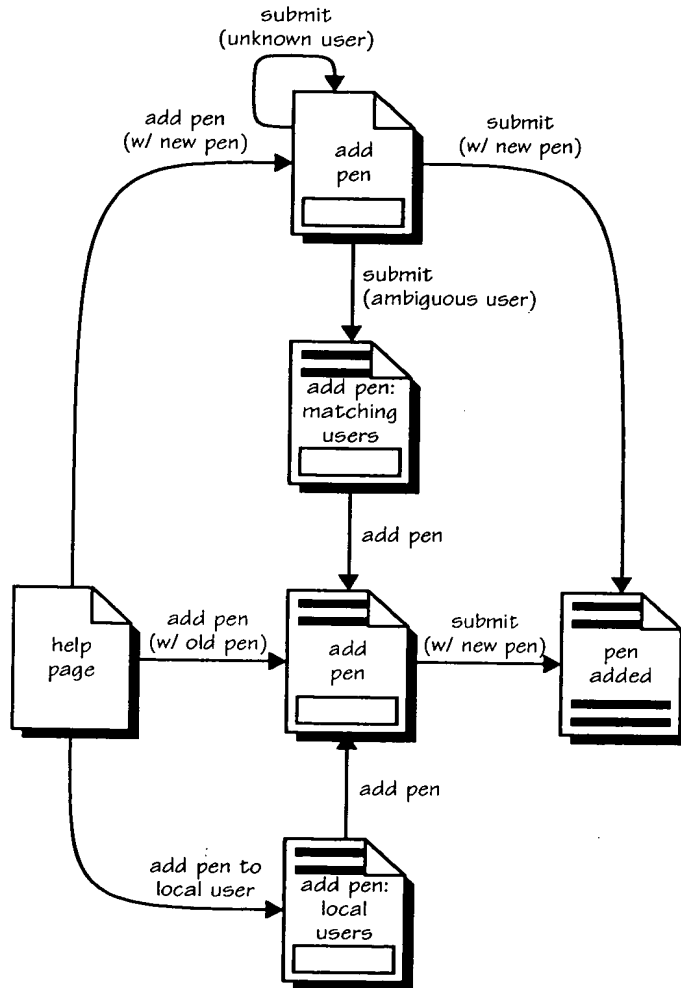 submit
(unknown user)
add pen
(w/ new pen)
submit
(w/ new pen)
add
pen
submit
(ambiguous user)
add pen:
matching
users
add pen
help
page
add pen
(w/ old pen)
add
pen
submit
(w/ new pen)
pen
added
add pen
add pen to
local user
add pen:
local
users